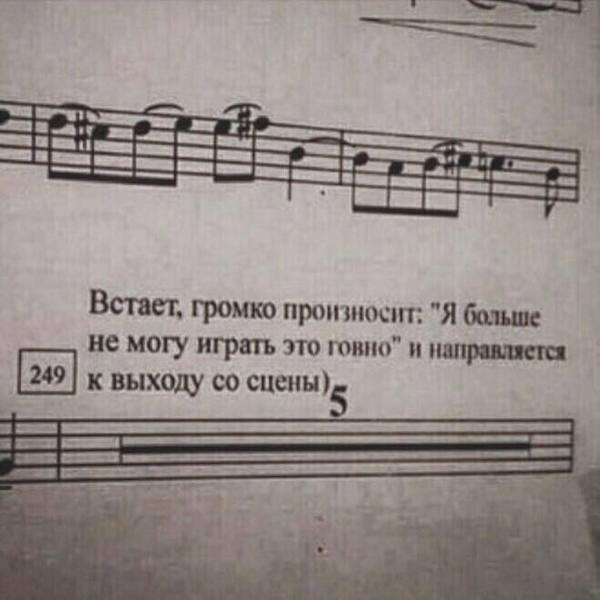 Встает, громко произносит: "Я больше
не могу играть это говно" и направляется
249 к выходу со сцены)
5